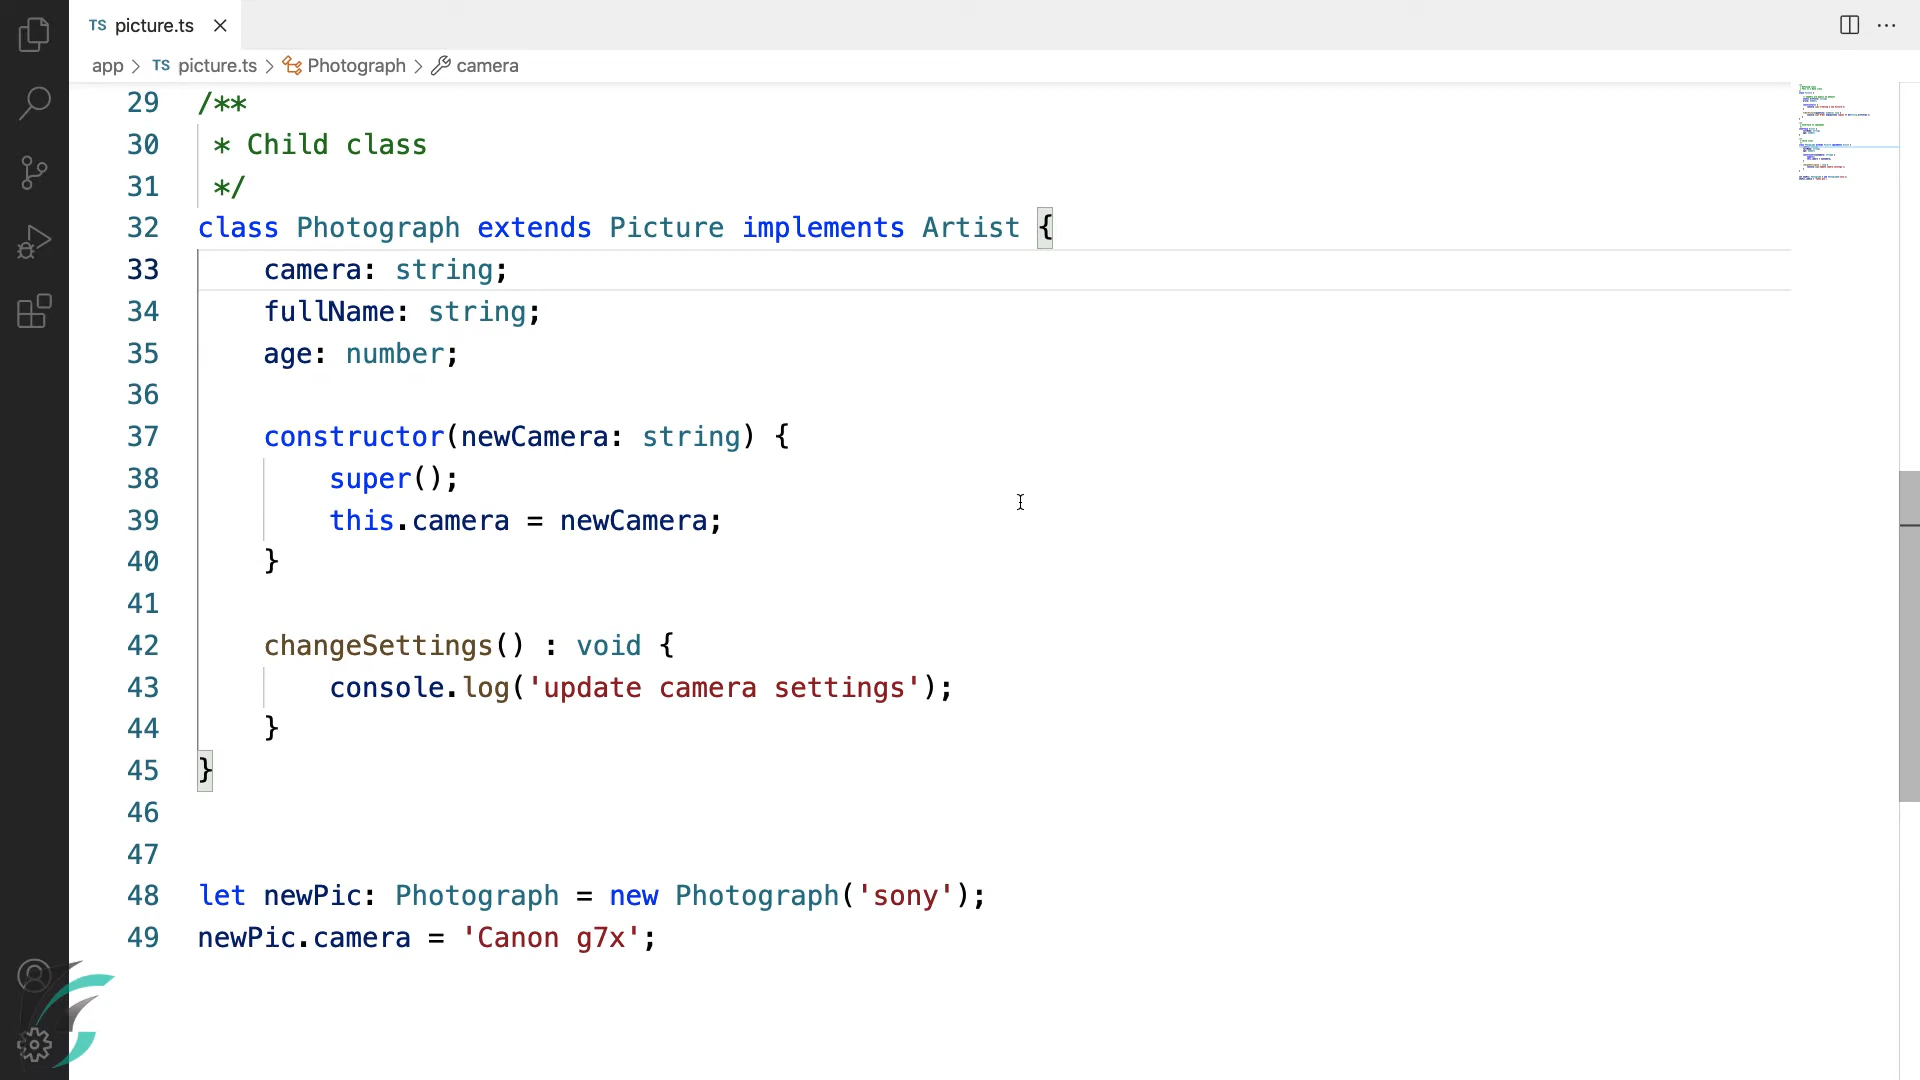 TS picture.ts
app > TS picture.ts > Photograph > camera
29 /**
30 * Child class
31 */
32 class Photograph extends Picture implements Artist {
33 camera: string;
34 fullName: string;
35 age: number;
36
37 constructor(newCamera: string) {
38 super();
39 this.camera = newCamera;
40 }
41
42 changeSettings() : void {
43 console.log('update camera settings');
44 }
45 }
46
47
48 let newPic: Photograph = new Photograph('sony');
49 newPic.camera = 'Canon g7x';